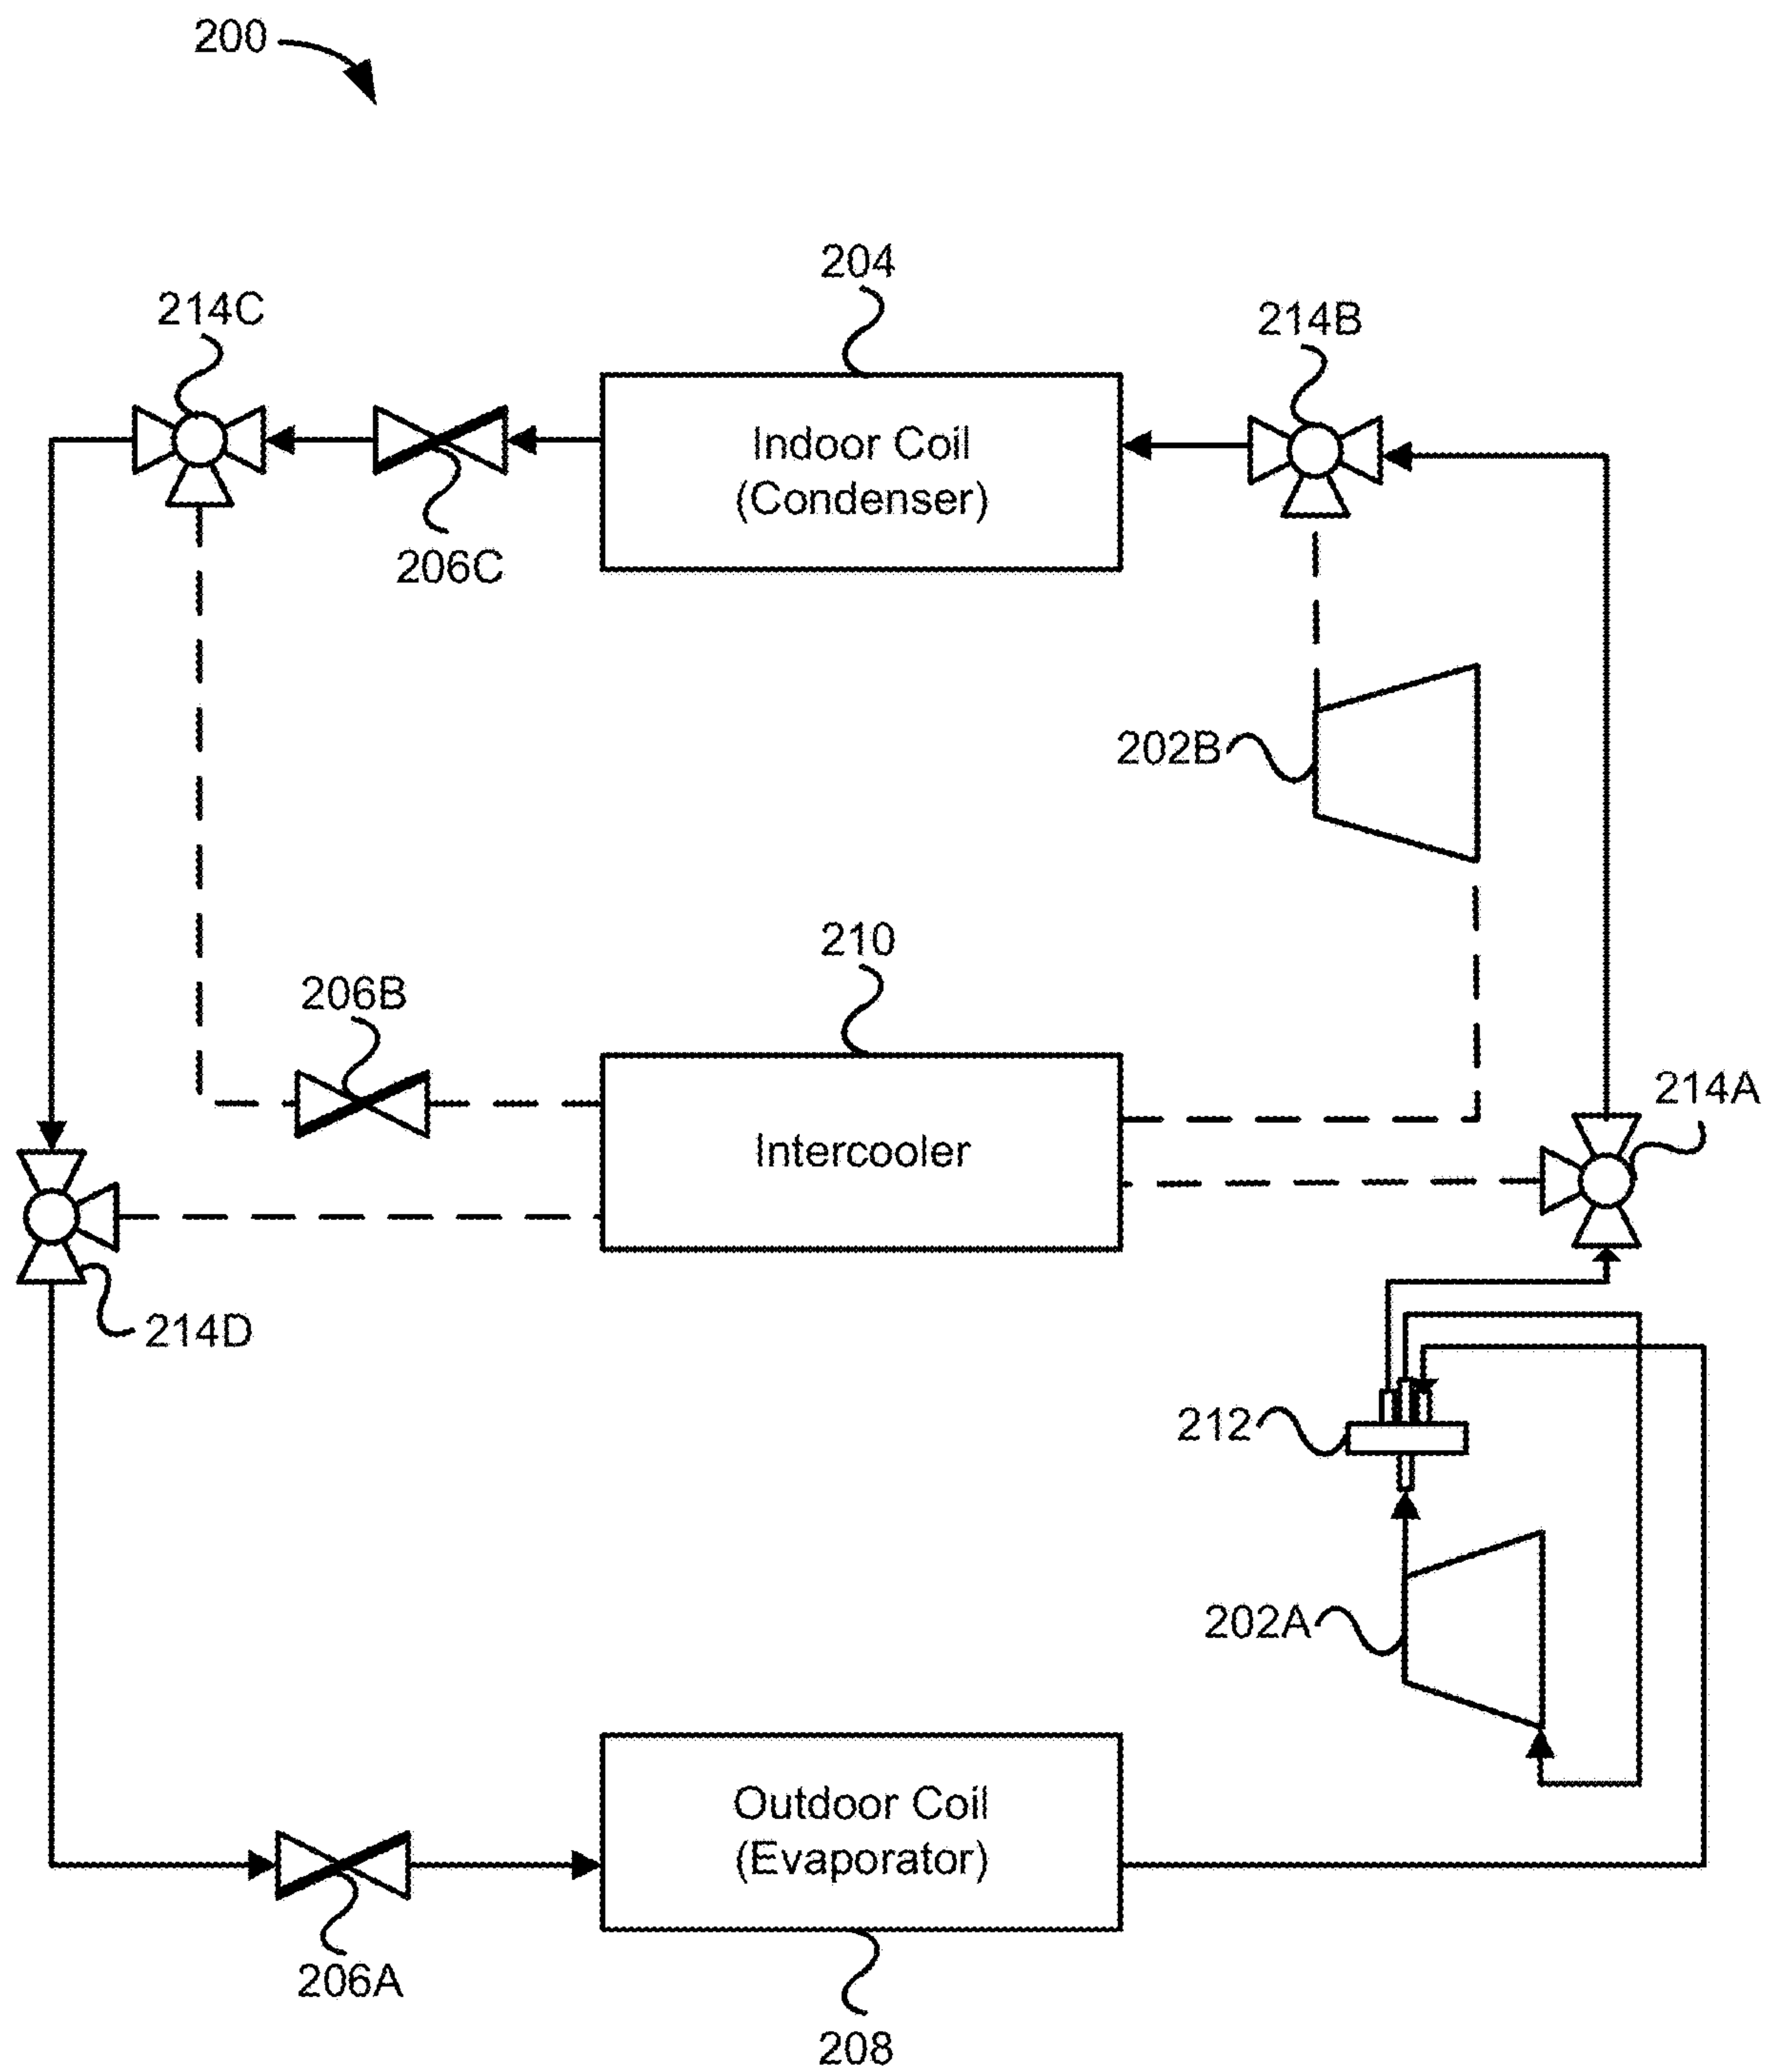 200
204
214C
214B
Indoor Coil
(Condenser)
206C
202B
210
206B
214A
Intercooler
214D
212
202A
Outdoor Coil
(Evaporator)
206A
208